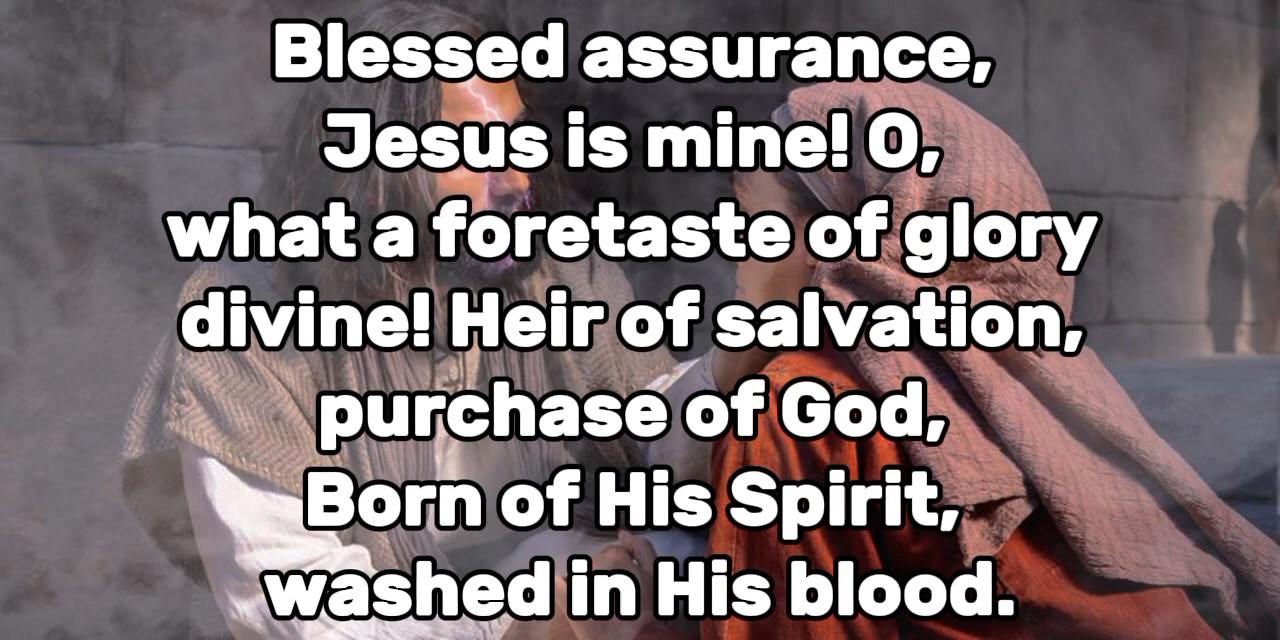 Blessed assurance,
Jesus is mine! O,
what a foretaste of glory
divine! Heir of salvation,
purchase of God,
Born of His Spirit,
washed in His blood.